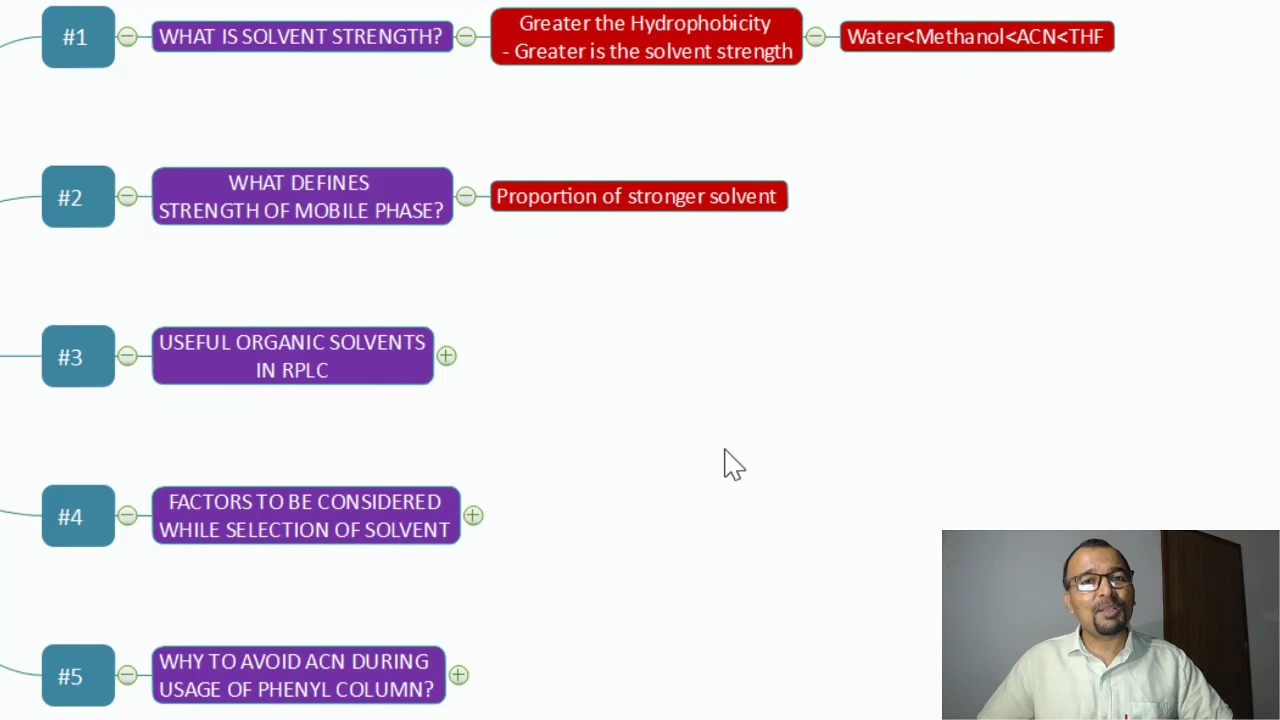 #1
WHAT IS SOLVENT STRENGTH?
Greater the Hydrophobicity
- Greater is the solvent strength
Water<Methanol<ACN<THF
#2
WHAT DEFINES
STRENGTH OF MOBILE PHASE?
Proportion of stronger solvent
#3
USEFUL ORGANIC SOLVENTS
IN RPLC
#4
FACTORS TO BE CONSIDERED
WHILE SELECTION OF SOLVENT
#5
WHY TO AVOID ACN DURING
USAGE OF PHENYL COLUMN?